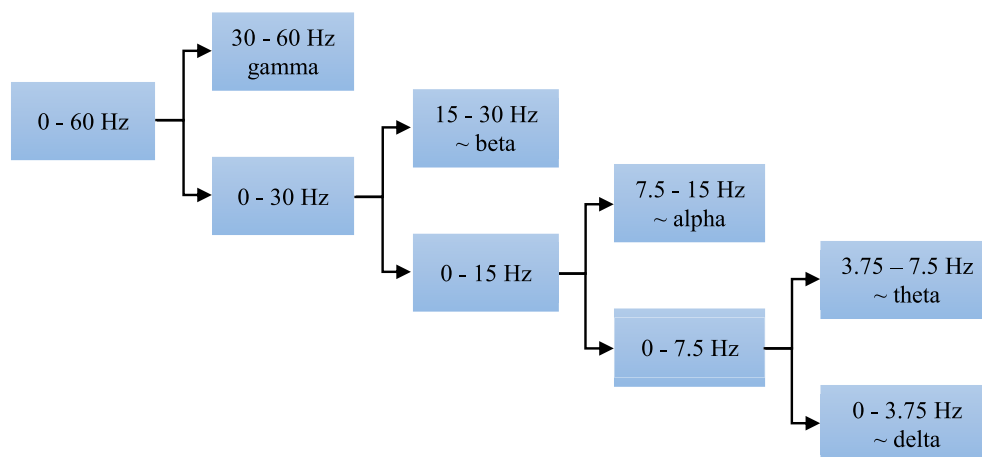 30 - 60 Hz
gamma
0 - 60 Hz
15 - 30 Hz
~ beta
0 - 30 Hz
7.5 - 15 Hz
~ alpha
0 - 15 Hz
3.75 – 7.5 Hz
~ theta
0 - 7.5 Hz
0 - 3.75 Hz
~ delta